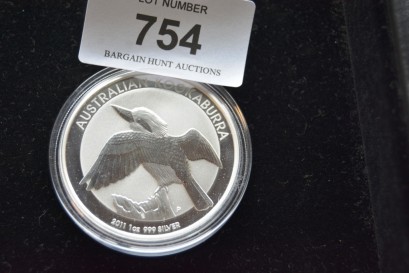 LOT NUMBER
754
BARGAIN HUNT AUCTIONS
AUSTRALIAN KOOKABURRA
2011 1oz 999 SILVER